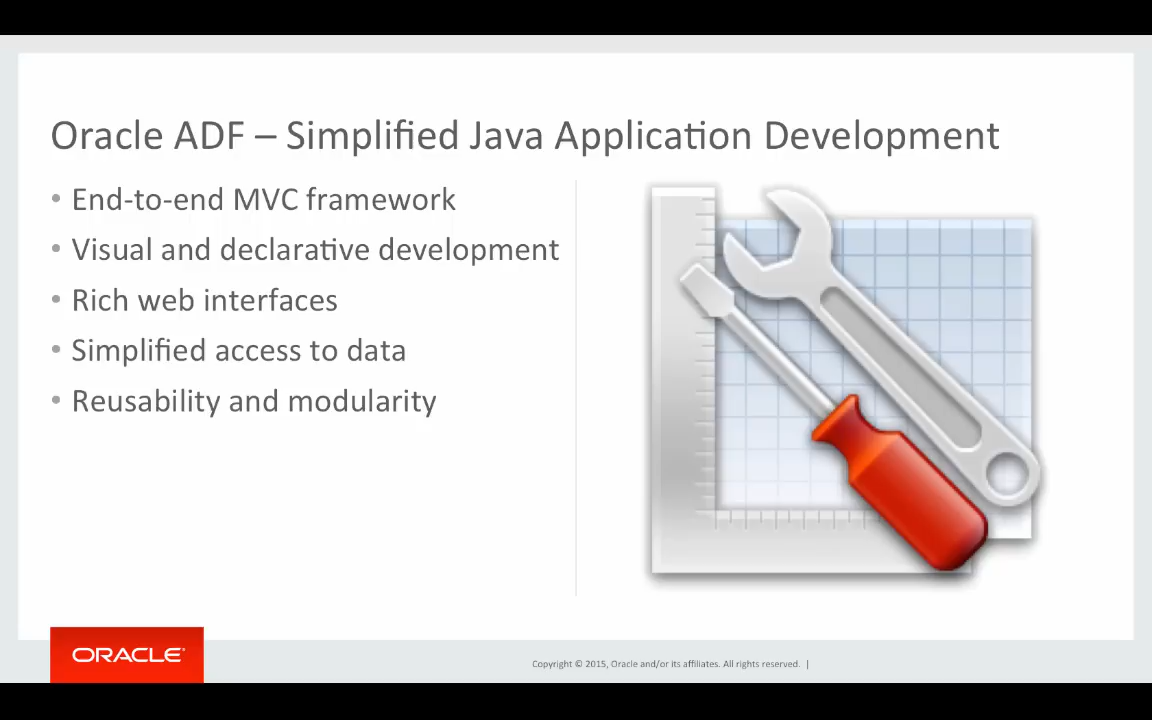 Oracle ADF – Simplified Java Application Development
• End-to-end MVC framework
• Visual and declarative development
• Rich web interfaces
• Simplified access to data
• Reusability and modularity
ORACLE®
Copyright © 2015, Oracle and/or its affiliates. All rights reserved. |